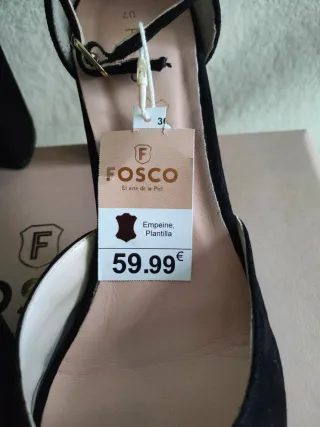 36
F
FOSCO
El arte de la Piel
Empeine,
Plantilla
59.99€
F